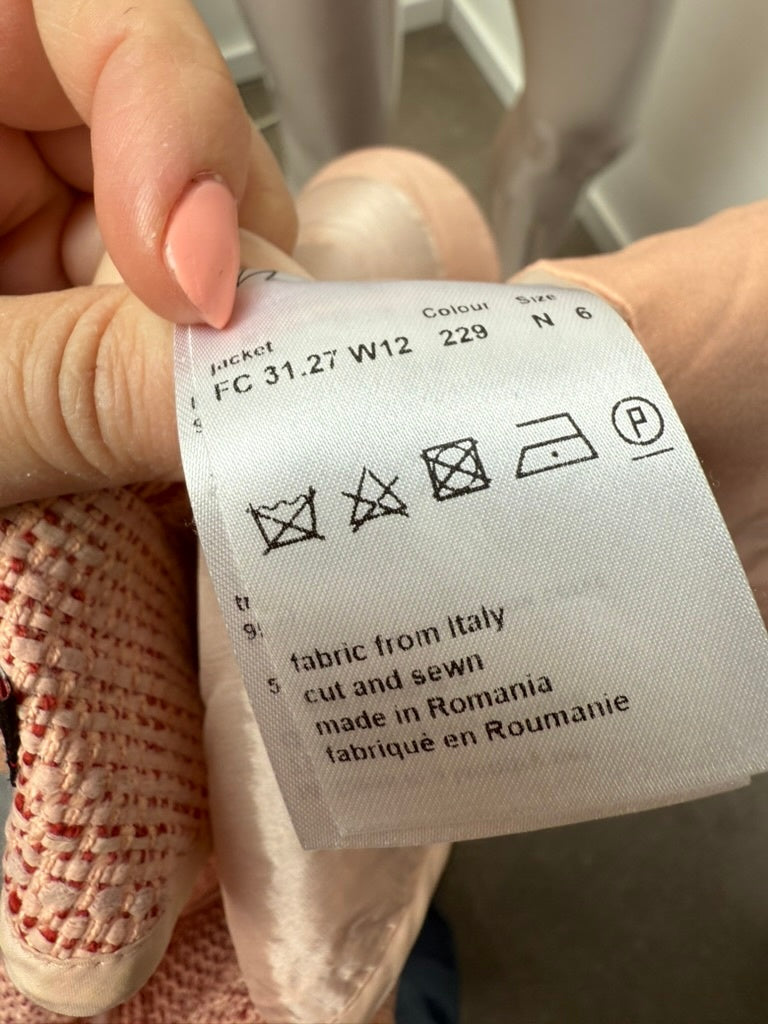 Jacket Colour Size
FC 31.27 W12 229 N 6
P
fabric from Italy
cut and sewn
made in Romania
fabriquè en Roumanie